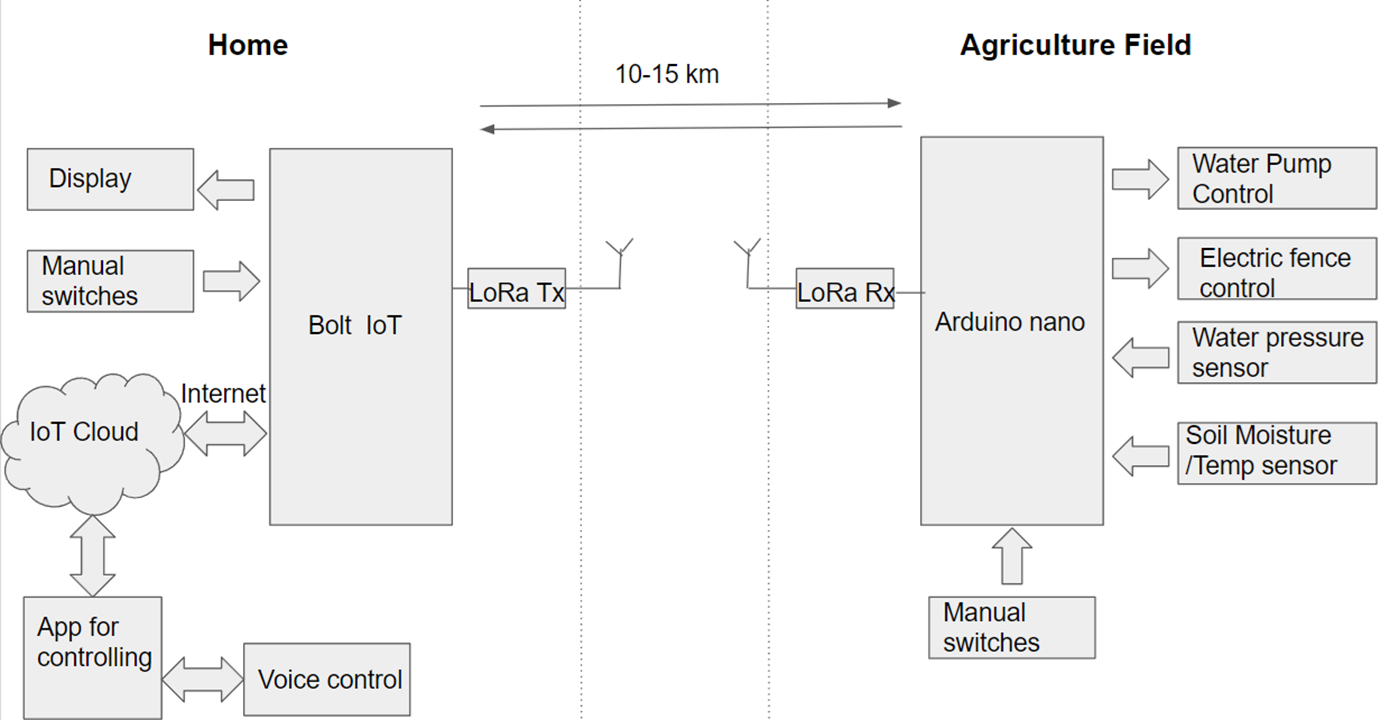 Home
Agriculture Field
10-15 km
Display
Manual
switches
Internet
IoT Cloud
App for
controlling
Voice control
Bolt IoT
LoRa Tx
LoRa Rx
Arduino nano
Water Pump
Control
Electric fence
control
Water pressure
sensor
Soil Moisture
/Temp sensor
Manual
switches